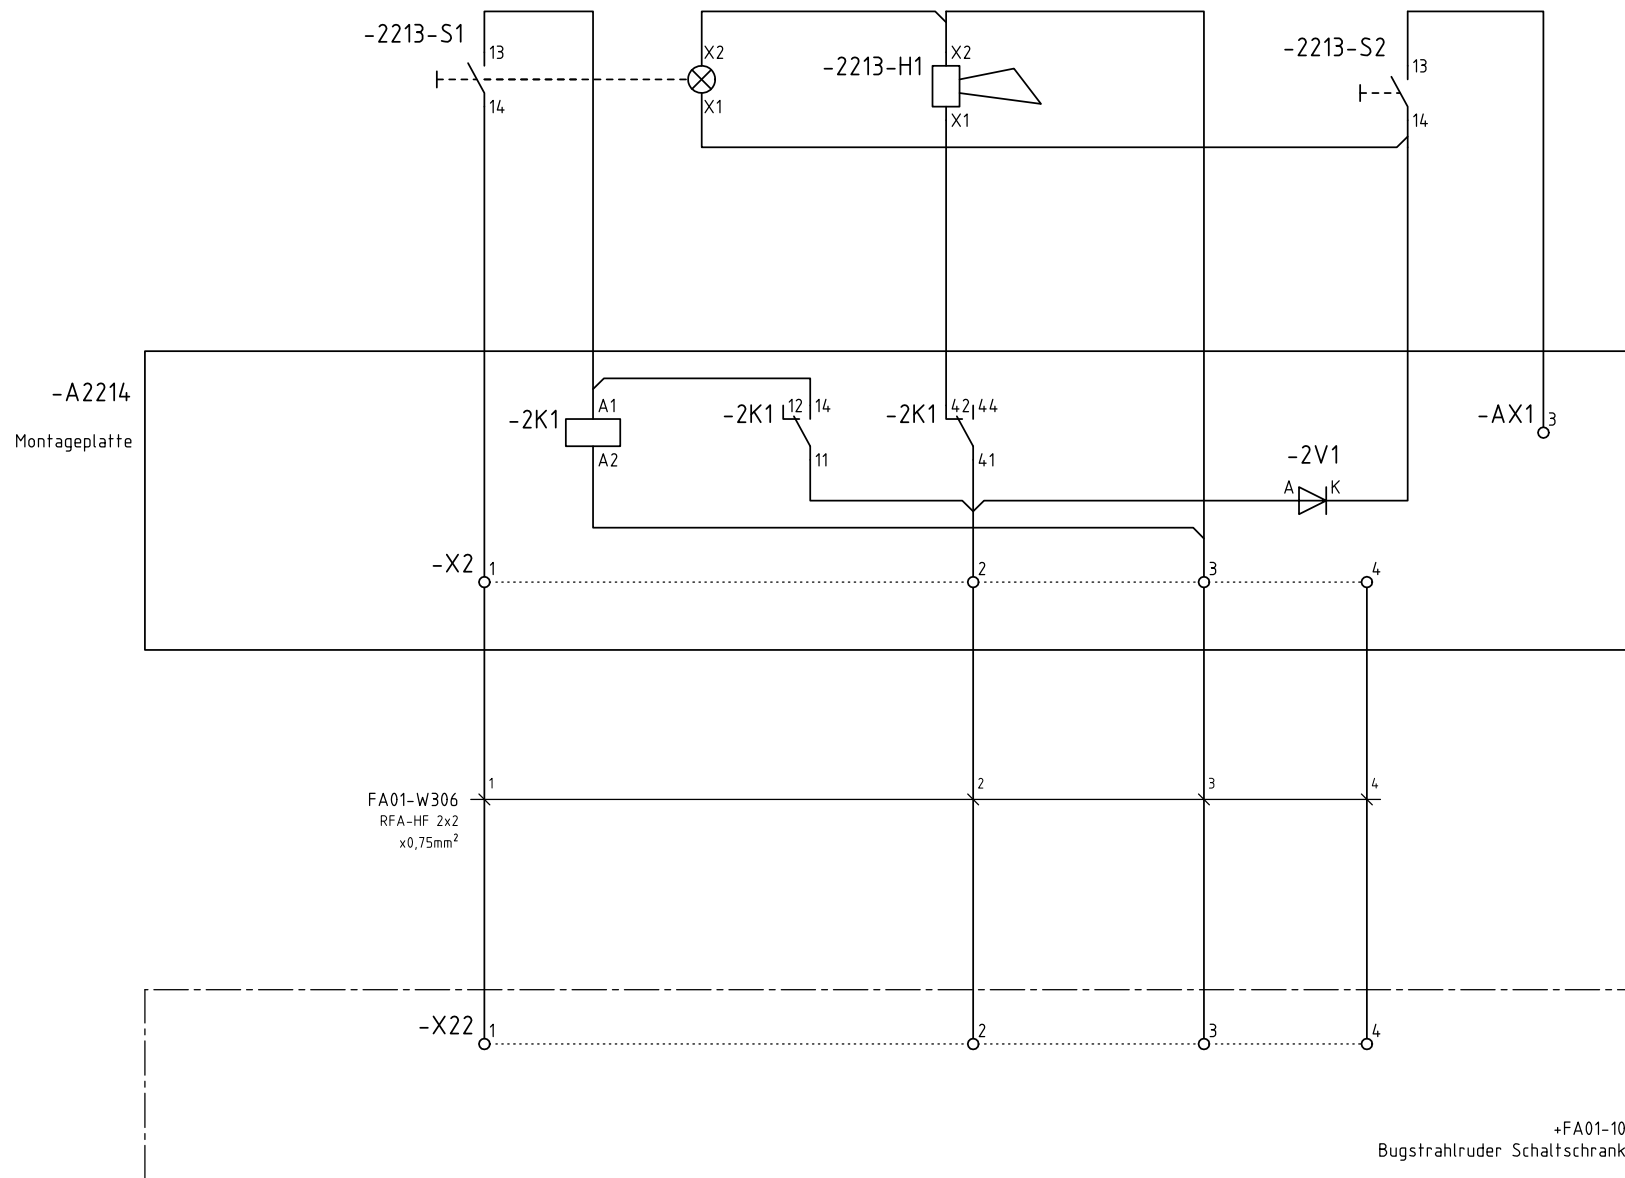 -2213-S1
13
14
X2
X1
-2213-H1
X2
X1
-2213-S2
13
14
-A2214
Montageplatte
-2K1
A1
A2
-2K1
12 14
11
-2K1
42 44
41
-2V1
A
K
-AX1
3
-X2
1
2
3
4
FA01-W306
RFA-HF 2x2
x0,75mm²
1
2
3
4
-X22
1
2
3
4
+FA01-10
Bugstrahlruder Schaltschrank